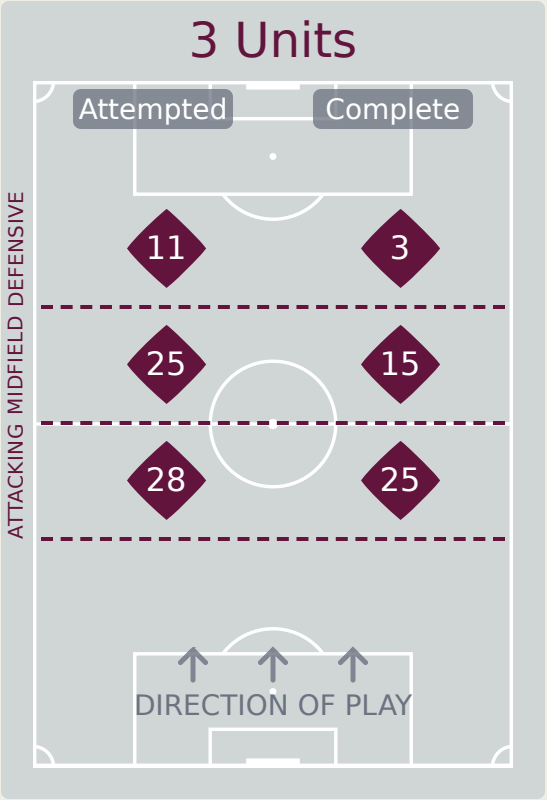 3 Units
Attempted Complete
11 3
25 15
28 25
ATTACKING MIDFIELD DEFENSIVE
DIRECTION OF PLAY